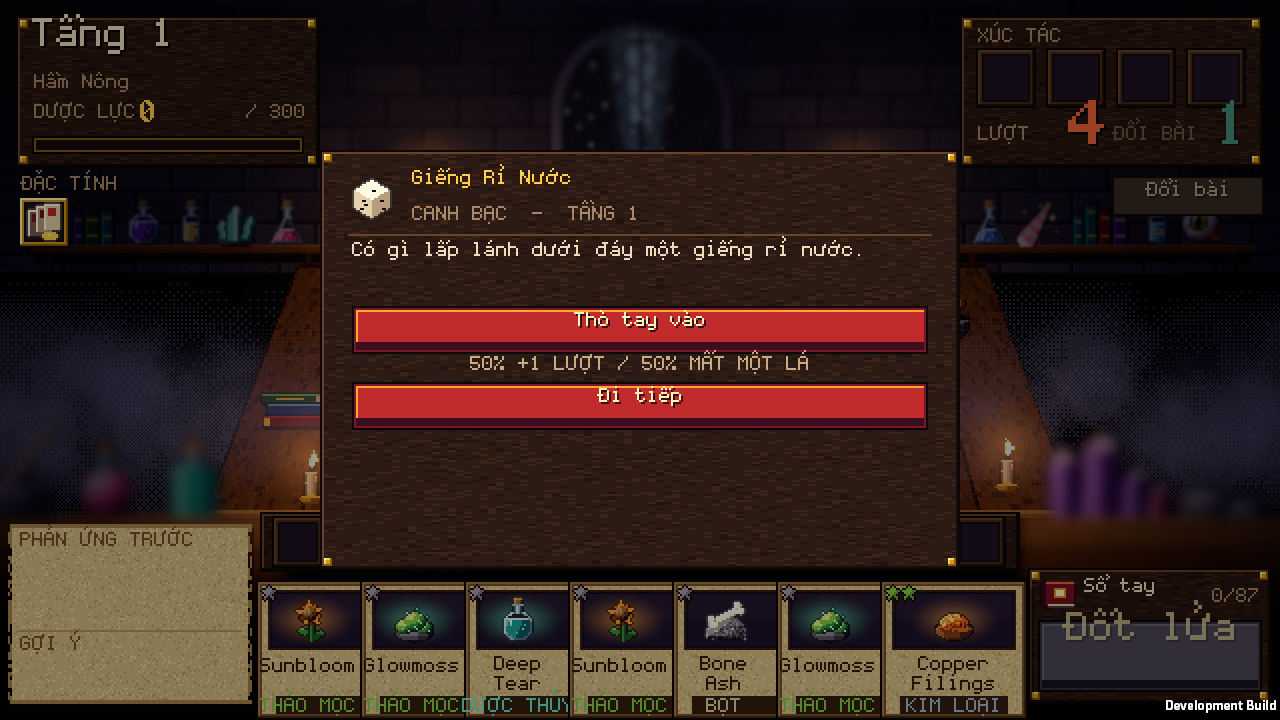 Tầng 1
Hầm Nông
DƯỢC LỰC 0 / 300
ĐẶC TÍNH
XÚC TÁC
LƯỢT 4 ĐỔI BÀI 1
Đổi bài
Giếng Rỉ Nước
CANH BẠC – TẦNG 1
Có gì lấp lánh dưới đáy một giếng rỉ nước.
Thò tay vào
50% +1 LƯỢT / 50% MẤT MỘT LÁ
Đi tiếp
PHẢN ỨNG TRƯỚC
GỢI Ý
Sunbloom
THẢO MỘC
Glowmoss
THẢO MỘC
Deep
Tear
DƯỢC THỦY
Sunbloom
THẢO MỘC
Bone
Ash
BỘT
Glowmoss
THẢO MỘC
Copper
Filings
KIM LOẠI
Sổ tay 0/87
Đốt lửa
Development Build